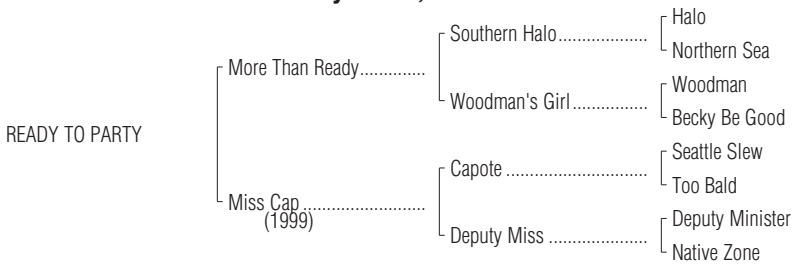 Halo
Southern Halo....................
Northern Sea
More Than Ready..............
Woodman
Woodman's Girl.................
Becky Be Good
READY TO PARTY
Seattle Slew
Capote ................................
Too Bald
Miss Cap ...........................
(1999)
Deputy Minister
Deputy Miss ......................
Native Zone